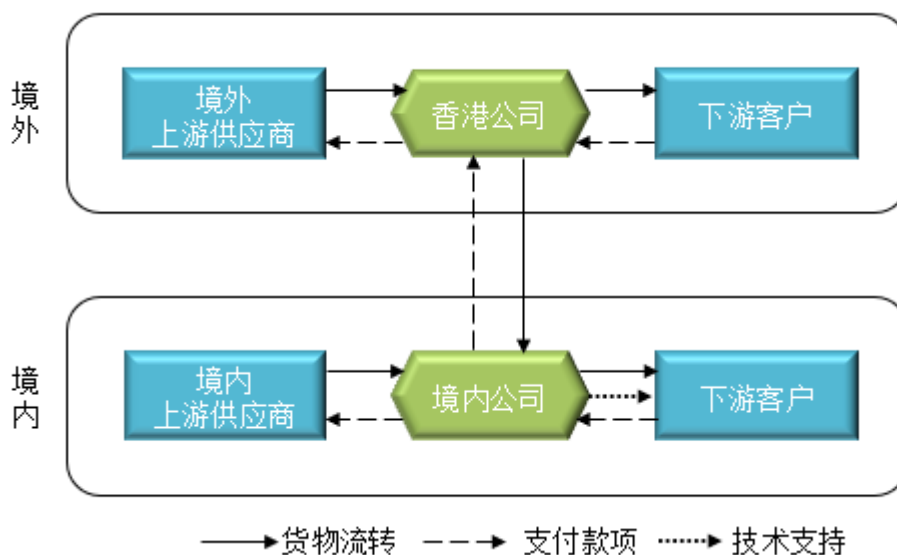 境外
境外
上游供应商
香港公司
下游客户
境内
境内
上游供应商
境内公司
下游客户
货物流转
支付款项
技术支持